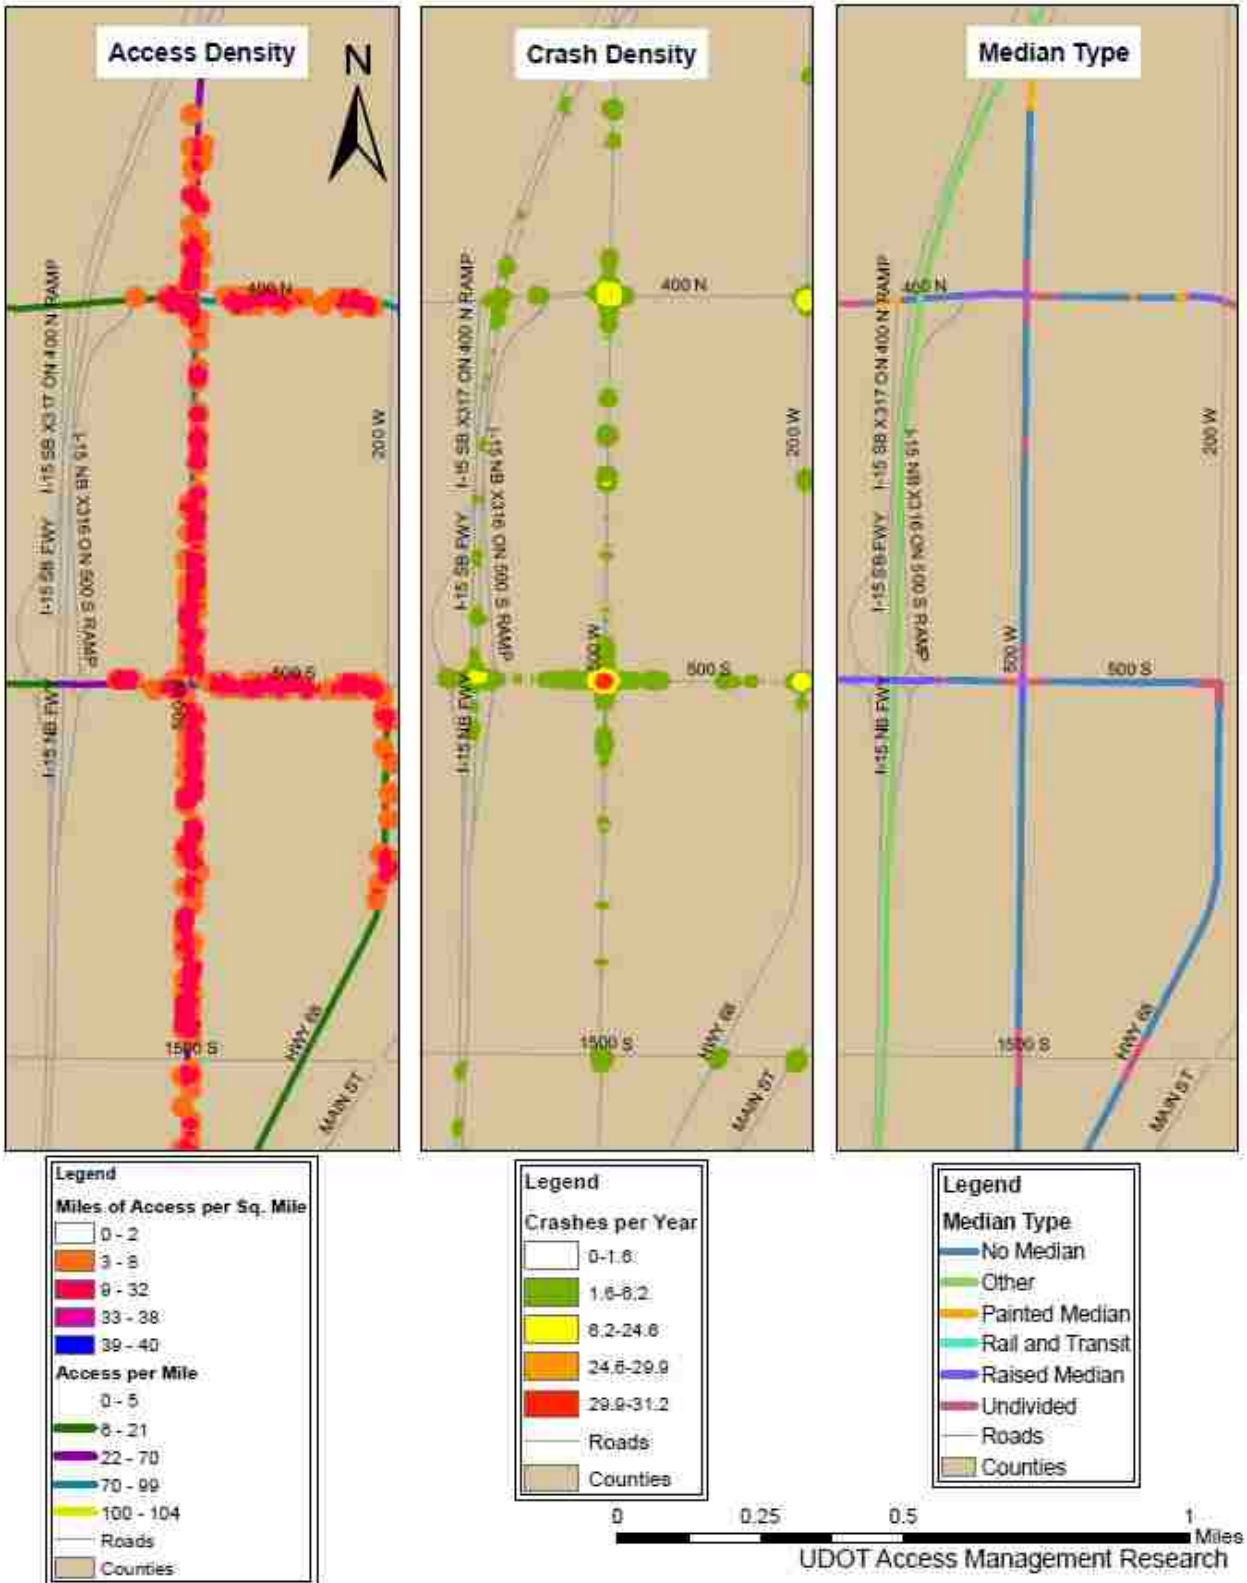 Access Density
N
400 N
I-15 SB X317 ON 400 N RAMP
I-15 SB FWY
I-15 NB X316 ON 500 S RAMP
200 W
500 S
500 W
I-15 NB FWY
1500 S
HWY 68
MAIN ST
Crash Density
400 N
I-15 SB X317 ON 400 N RAMP
I-15 SB FWY
I-15 NB X316 ON 500 S RAMP
200 W
500 W
500 S
I-15 NB FWY
1500 S
HWY 68
MAIN ST
Median Type
400 N
I-15 SB X317 ON 400 N RAMP
I-15 SB FWY
I-15 NB X316 ON 500 S RAMP
200 W
500 W
500 S
I-15 NB FWY
1500 S
HWY 68
MAIN ST
Legend
Miles of Access per Sq. Mile
0 - 2
3 - 8
9 - 32
33 - 38
39 - 40
Access per Mile
0 - 5
6 - 21
22 - 70
70 - 99
100 - 104
Roads
Counties
Legend
Crashes per Year
0-1.6
1.6-6.2
6.2-24.6
24.6-29.9
29.9-31.2
Roads
Counties
Legend
Median Type
No Median
Other
Painted Median
Rail and Transit
Raised Median
Undivided
Roads
Counties
0 0.25 0.5 1
Miles
UDOT Access Management Research